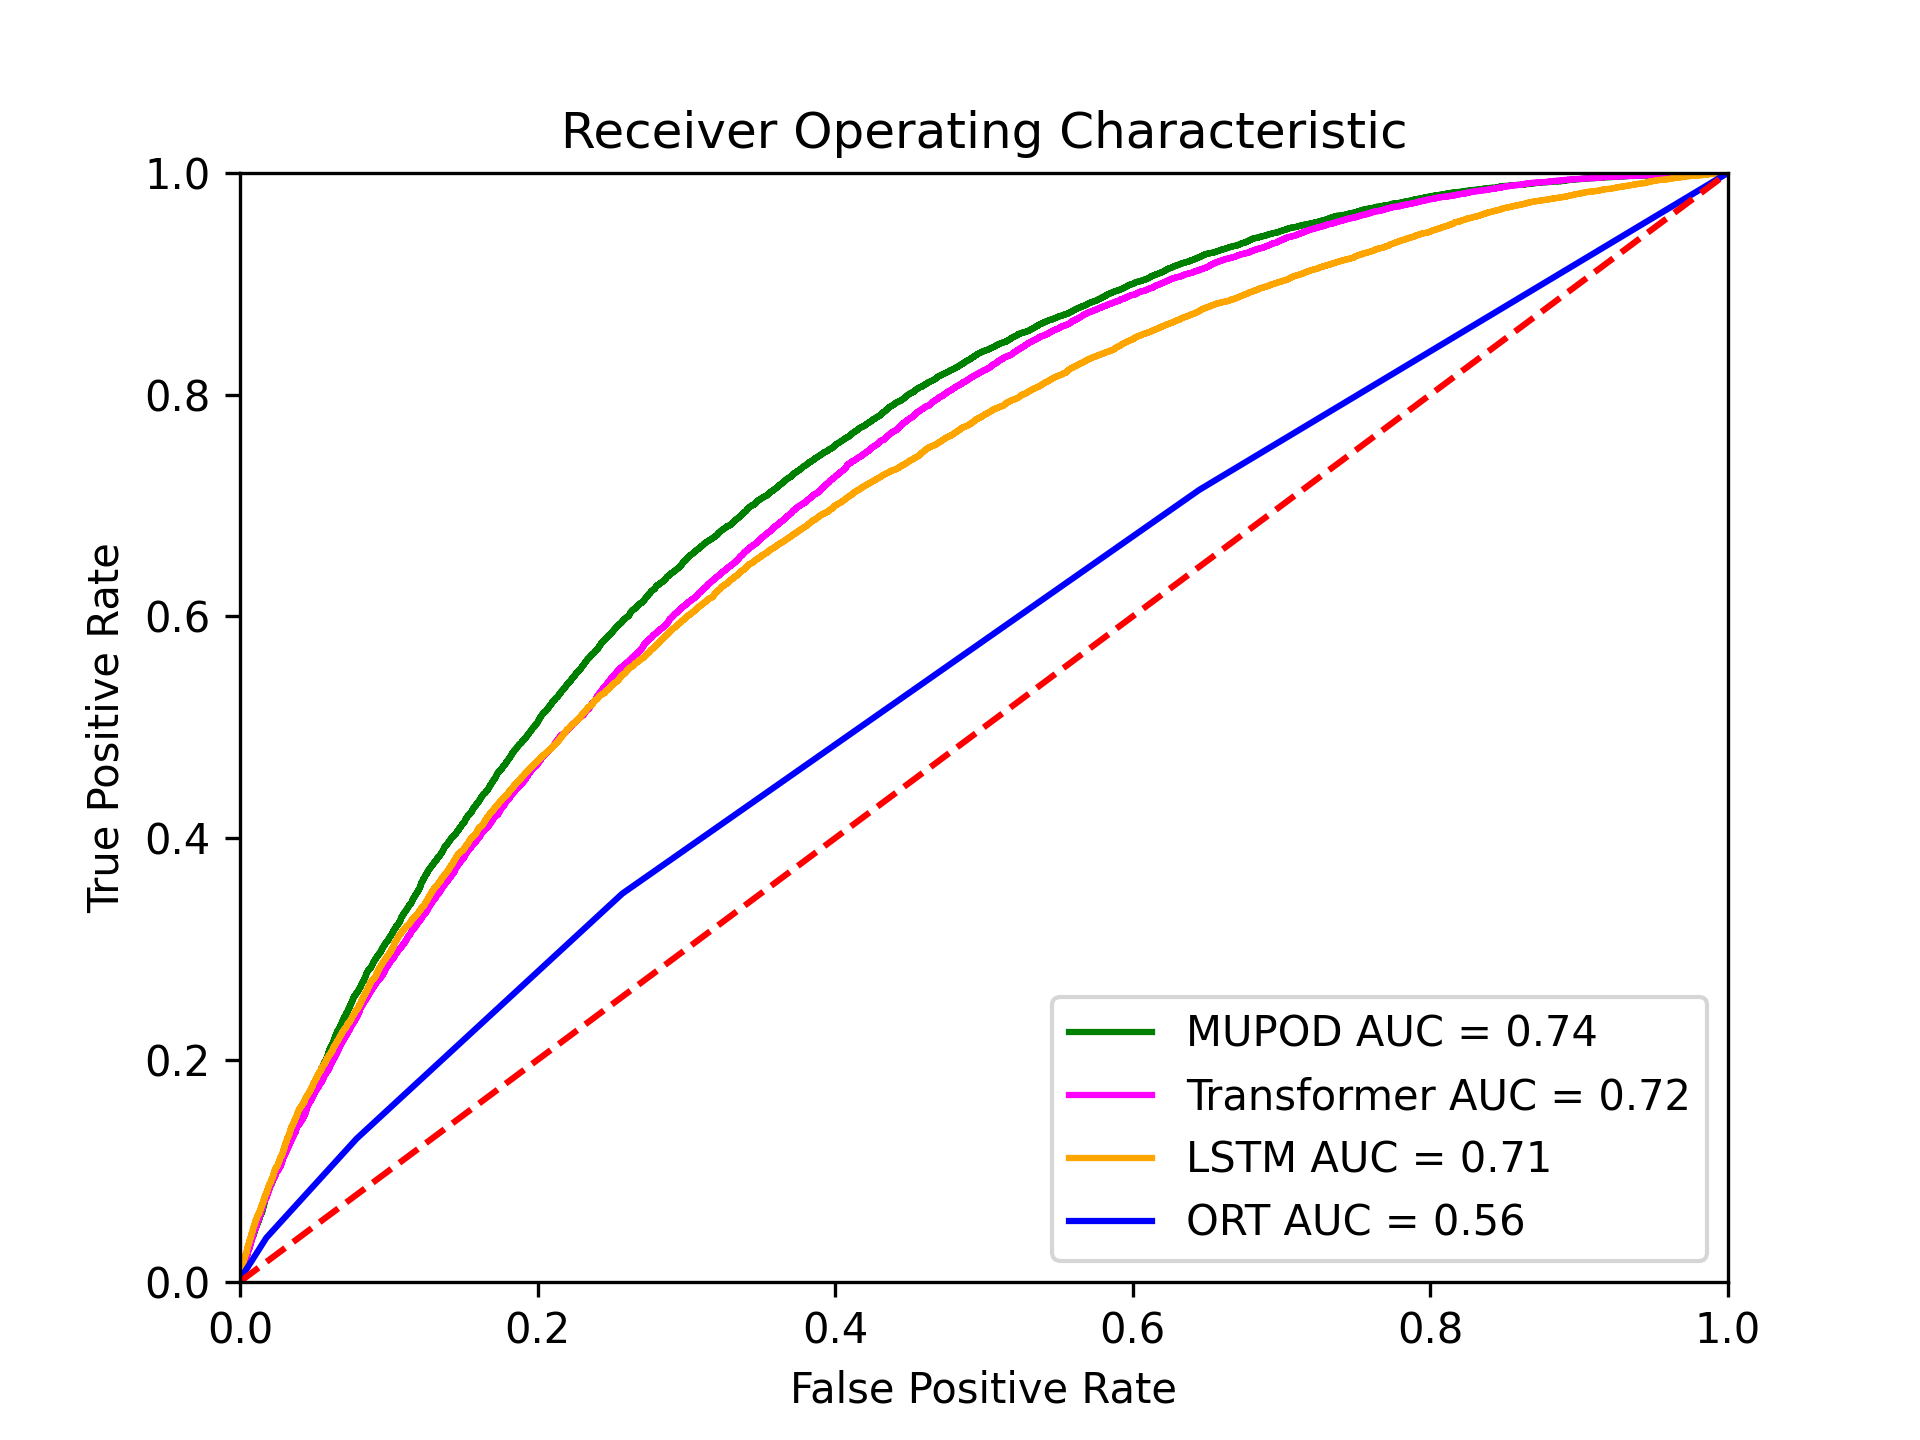 Receiver Operating Characteristic
1.0
0.8
0.6
0.4
0.2
0.0
True Positive Rate
MUPOD AUC = 0.74
Transformer AUC = 0.72
LSTM AUC = 0.71
ORT AUC = 0.56
0.0 0.2 0.4 0.6 0.8 1.0
False Positive Rate